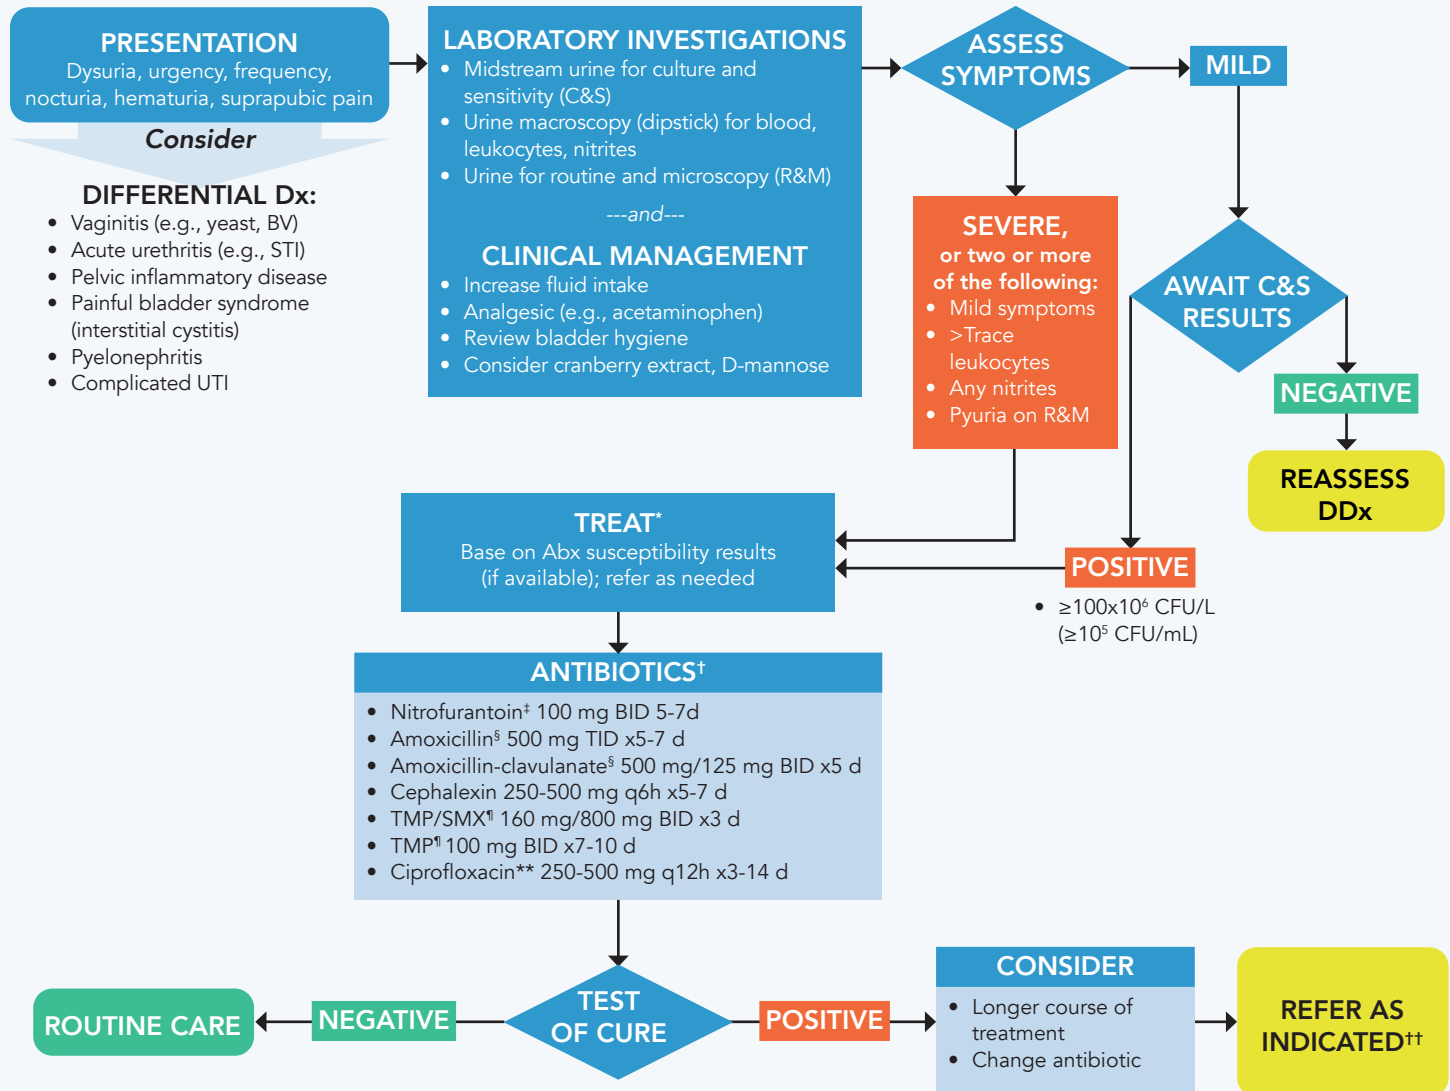 PRESENTATION
Dysuria, urgency, frequency,
nocturia, hematuria, suprapubic pain
Consider
DIFFERENTIAL Dx:
• Vaginitis (e.g., yeast, BV)
• Acute urethritis (e.g., STI)
• Pelvic inflammatory disease
• Painful bladder syndrome
(interstitial cystitis)
• Pyelonephritis
• Complicated UTI
LABORATORY INVESTIGATIONS
• Midstream urine for culture and
sensitivity (C&S)
• Urine macroscopy (dipstick) for blood,
leukocytes, nitrites
• Urine for routine and microscopy (R&M)
---and---
CLINICAL MANAGEMENT
• Increase fluid intake
• Analgesic (e.g., acetaminophen)
• Review bladder hygiene
• Consider cranberry extract, D-mannose
ASSESS
SYMPTOMS
MILD
SEVERE,
or two or more
of the following:
• Mild symptoms
• >Trace
leukocytes
• Any nitrites
• Pyuria on R&M
AWAIT C&S
RESULTS
NEGATIVE
REASSESS
DDx
POSITIVE
• ≥100x10⁶ CFU/L
(≥10⁵ CFU/mL)
TREAT*
Base on Abx susceptibility results
(if available); refer as needed
ANTIBIOTICS†
• Nitrofurantoin‡ 100 mg BID 5-7d
• Amoxicillin§ 500 mg TID x5-7 d
• Amoxicillin-clavulanate§ 500 mg/125 mg BID x5 d
• Cephalexin 250-500 mg q6h x5-7 d
• TMP/SMX¶ 160 mg/800 mg BID x3 d
• TMP¶ 100 mg BID x7-10 d
• Ciprofloxacin** 250-500 mg q12h x3-14 d
TEST
OF CURE
NEGATIVE
ROUTINE CARE
POSITIVE
CONSIDER
• Longer course of
treatment
• Change antibiotic
REFER AS
INDICATED††